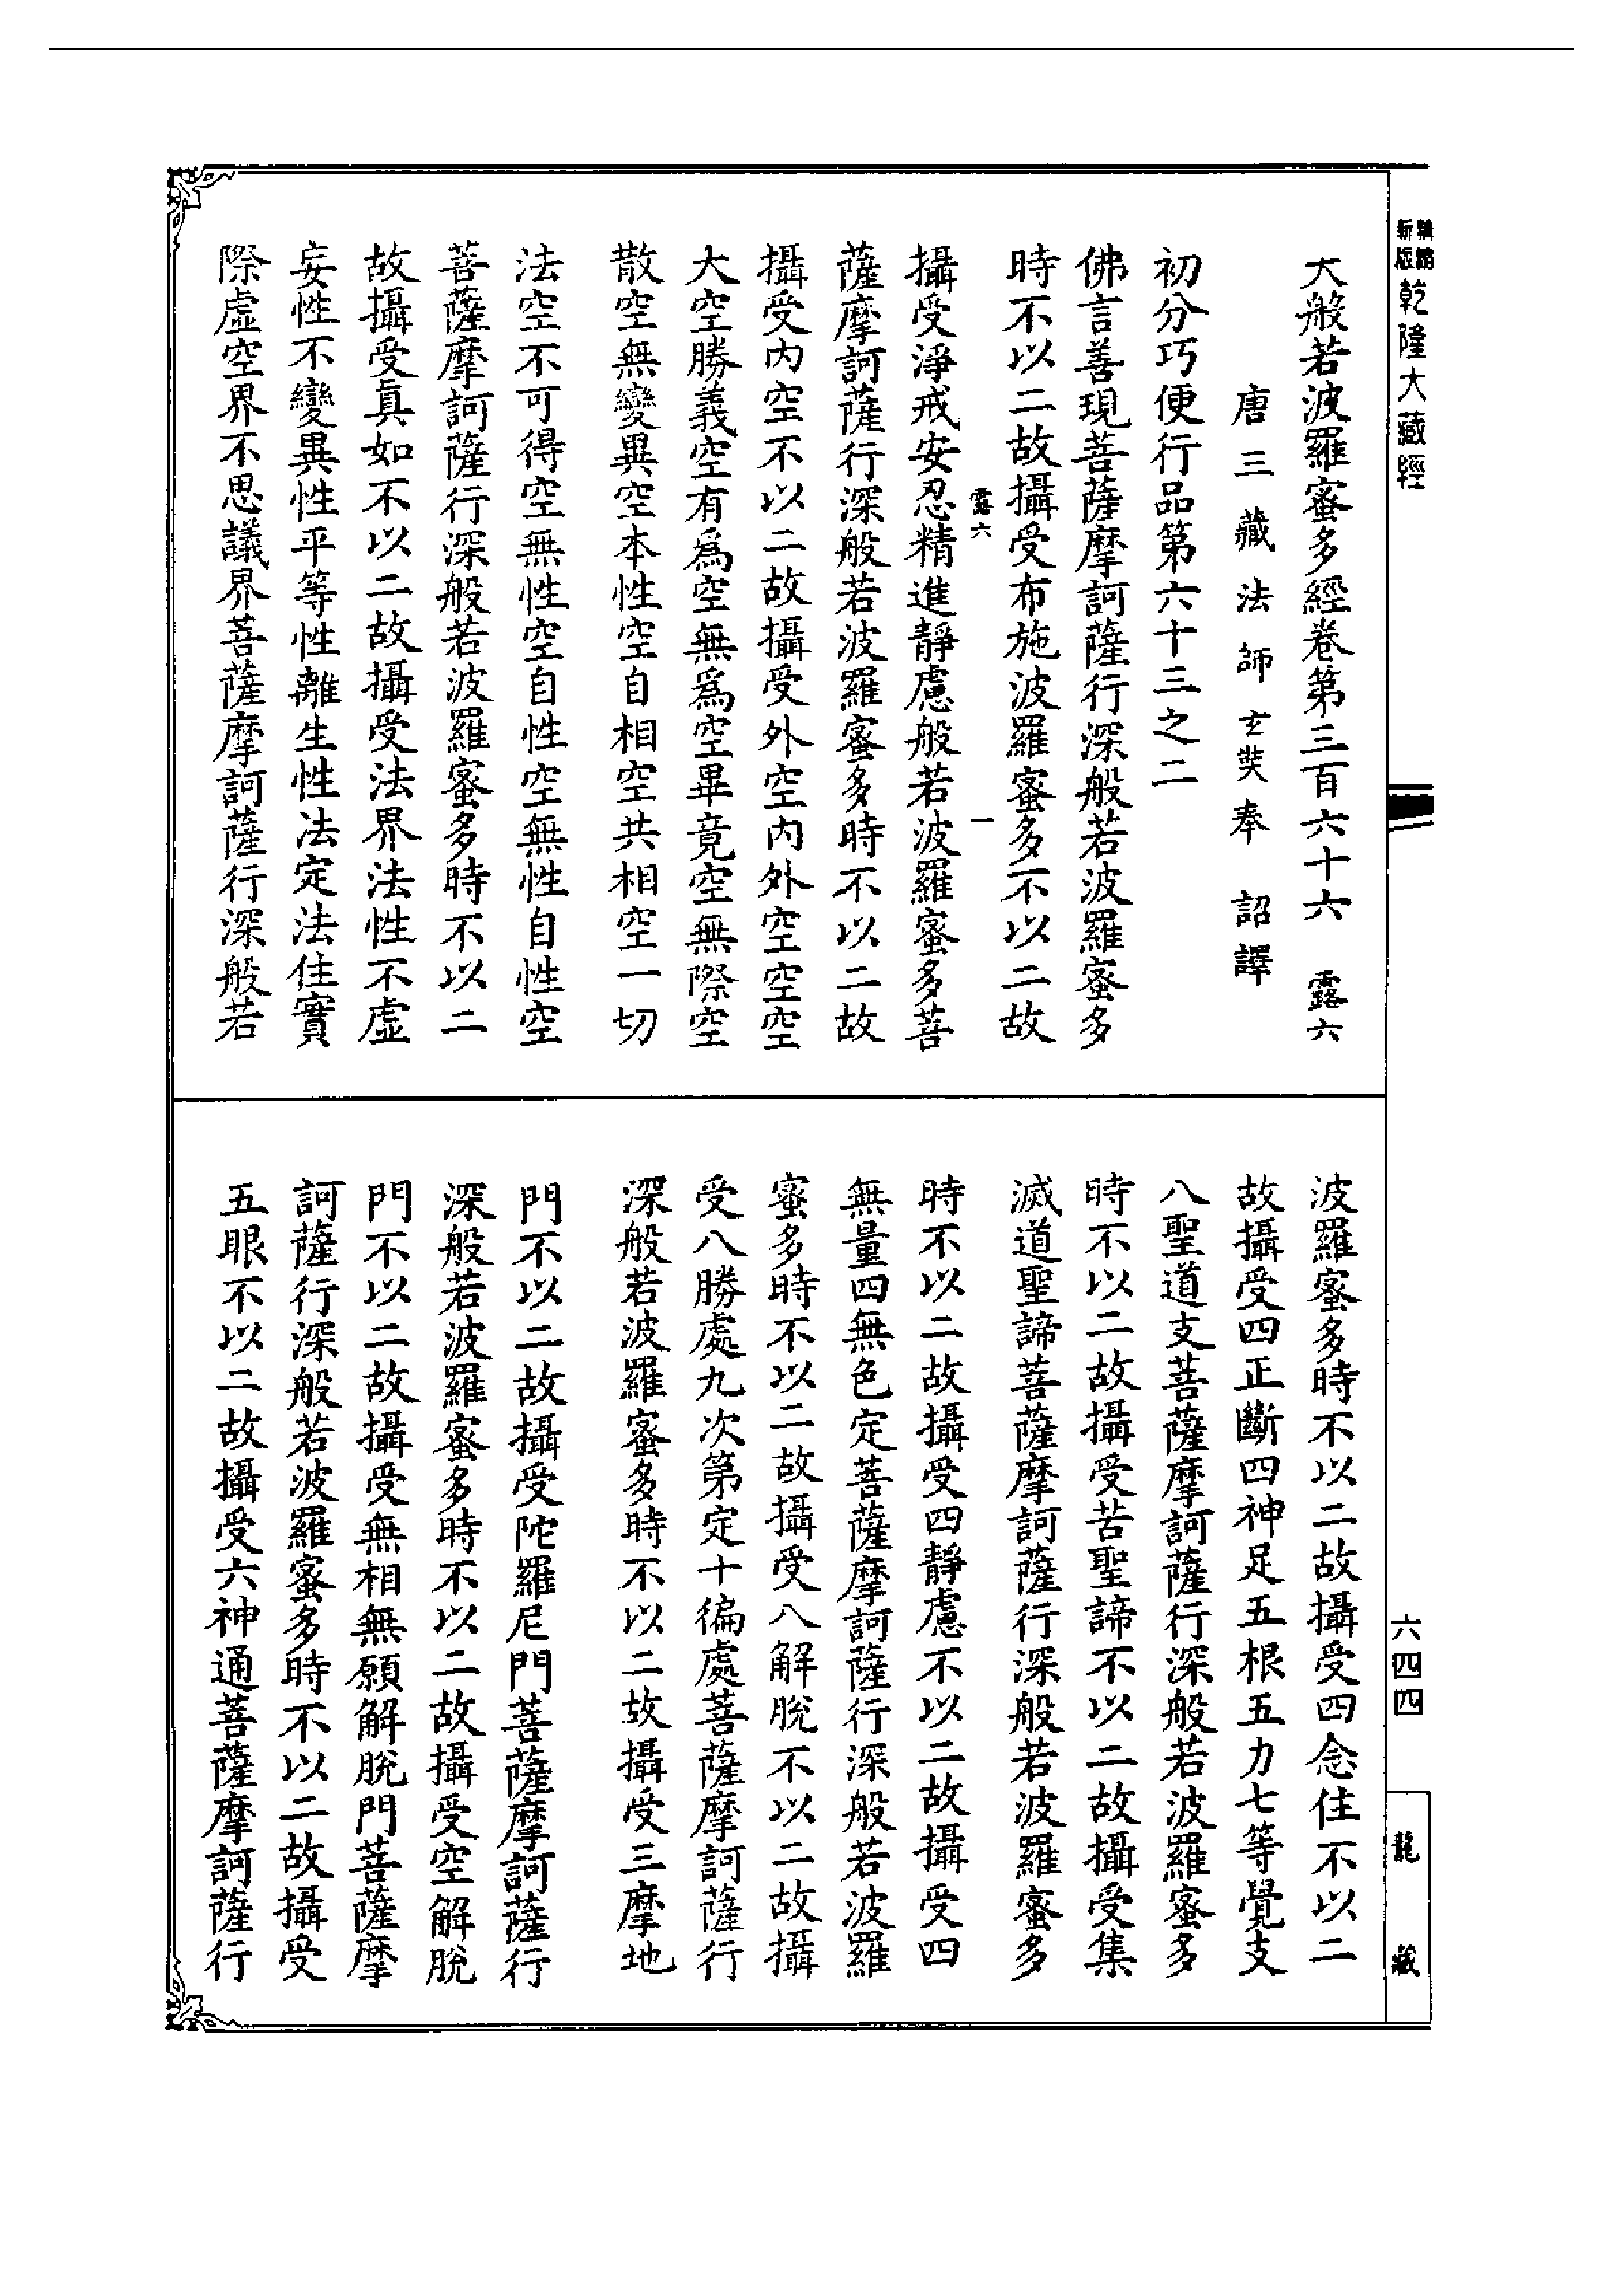 新編縮版乾隆大藏經
大般若波羅蜜多經卷第三百六十六　露六
唐三藏法師玄奘奉　詔譯
初分巧便行品第六十三之二
佛言善現菩薩摩訶薩行深般若波羅蜜多
時不以二故攝受布施波羅蜜多不以二故
露六　一
攝受淨戒安忍精進靜慮般若波羅蜜多菩
薩摩訶薩行深般若波羅蜜多時不以二故
攝受內空不以二故攝受外空內外空空空
大空勝義空有爲空無爲空畢竟空無際空
散空無變異空本性空自相空共相空一切
法空不可得空無性空自性空無性自性空
菩薩摩訶薩行深般若波羅蜜多時不以二
故攝受眞如不以二故攝受法界法性不虛
妄性不變異性平等性離生性法定法住實
際虛空界不思議界菩薩摩訶薩行深般若
波羅蜜多時不以二故攝受四念住不以二
故攝受四正斷四神足五根五力七等覺支
八聖道支菩薩摩訶薩行深般若波羅蜜多
時不以二故攝受苦聖諦不以二故攝受集
滅道聖諦菩薩摩訶薩行深般若波羅蜜多
時不以二故攝受四靜慮不以二故攝受四
無量四無色定菩薩摩訶薩行深般若波羅
蜜多時不以二故攝受八解脫不以二故攝
受八勝處九次第定十徧處菩薩摩訶薩行
深般若波羅蜜多時不以二故攝受三摩地
門不以二故攝受陀羅尼門菩薩摩訶薩行
深般若波羅蜜多時不以二故攝受空解脫
門不以二故攝受無相無願解脫門菩薩摩
訶薩行深般若波羅蜜多時不以二故攝受
五眼不以二故攝受六神通菩薩摩訶薩行
六四四
龍藏